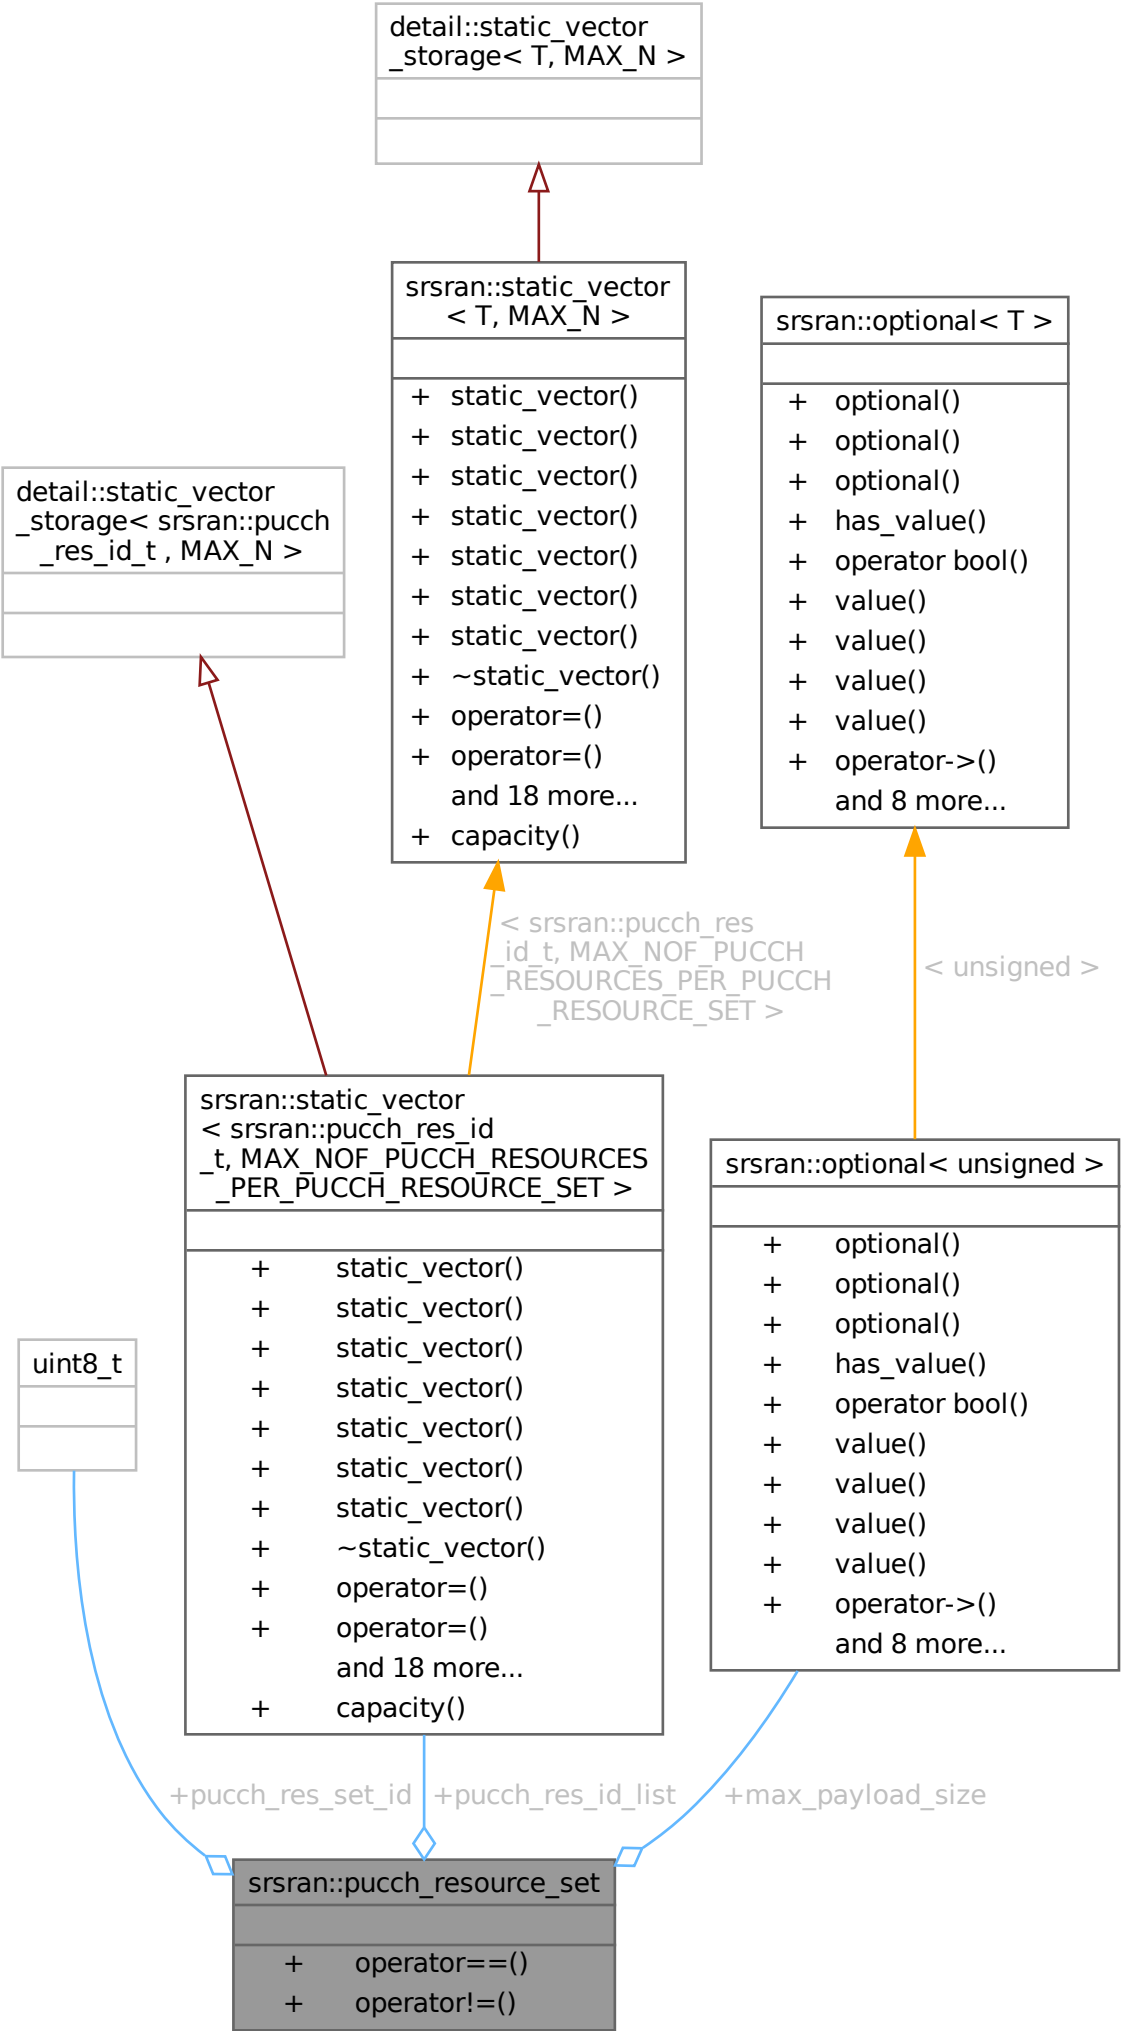 detail::static_vector
_storage< T, MAX_N >
srsran::static_vector
< T, MAX_N >
+ static_vector()
+ static_vector()
+ static_vector()
+ static_vector()
+ static_vector()
+ static_vector()
+ static_vector()
+ ~static_vector()
+ operator=()
+ operator=()
and 18 more...
+ capacity()
srsran::optional< T >
+ optional()
+ optional()
+ optional()
+ has_value()
+ operator bool()
+ value()
+ value()
+ value()
+ value()
+ operator->()
and 8 more...
detail::static_vector
_storage< srsran::pucch
_res_id_t , MAX_N >
< srsran::pucch_res
_id_t, MAX_NOF_PUCCH
_RESOURCES_PER_PUCCH
_RESOURCE_SET >
< unsigned >
srsran::static_vector
< srsran::pucch_res_id
_t, MAX_NOF_PUCCH_RESOURCES
_PER_PUCCH_RESOURCE_SET >
+ static_vector()
+ static_vector()
+ static_vector()
+ static_vector()
+ static_vector()
+ static_vector()
+ static_vector()
+ ~static_vector()
+ operator=()
+ operator=()
and 18 more...
+ capacity()
srsran::optional< unsigned >
+ optional()
+ optional()
+ optional()
+ has_value()
+ operator bool()
+ value()
+ value()
+ value()
+ value()
+ operator->()
and 8 more...
uint8_t
+pucch_res_set_id
+pucch_res_id_list
+max_payload_size
srsran::pucch_resource_set
+ operator==()
+ operator!=()